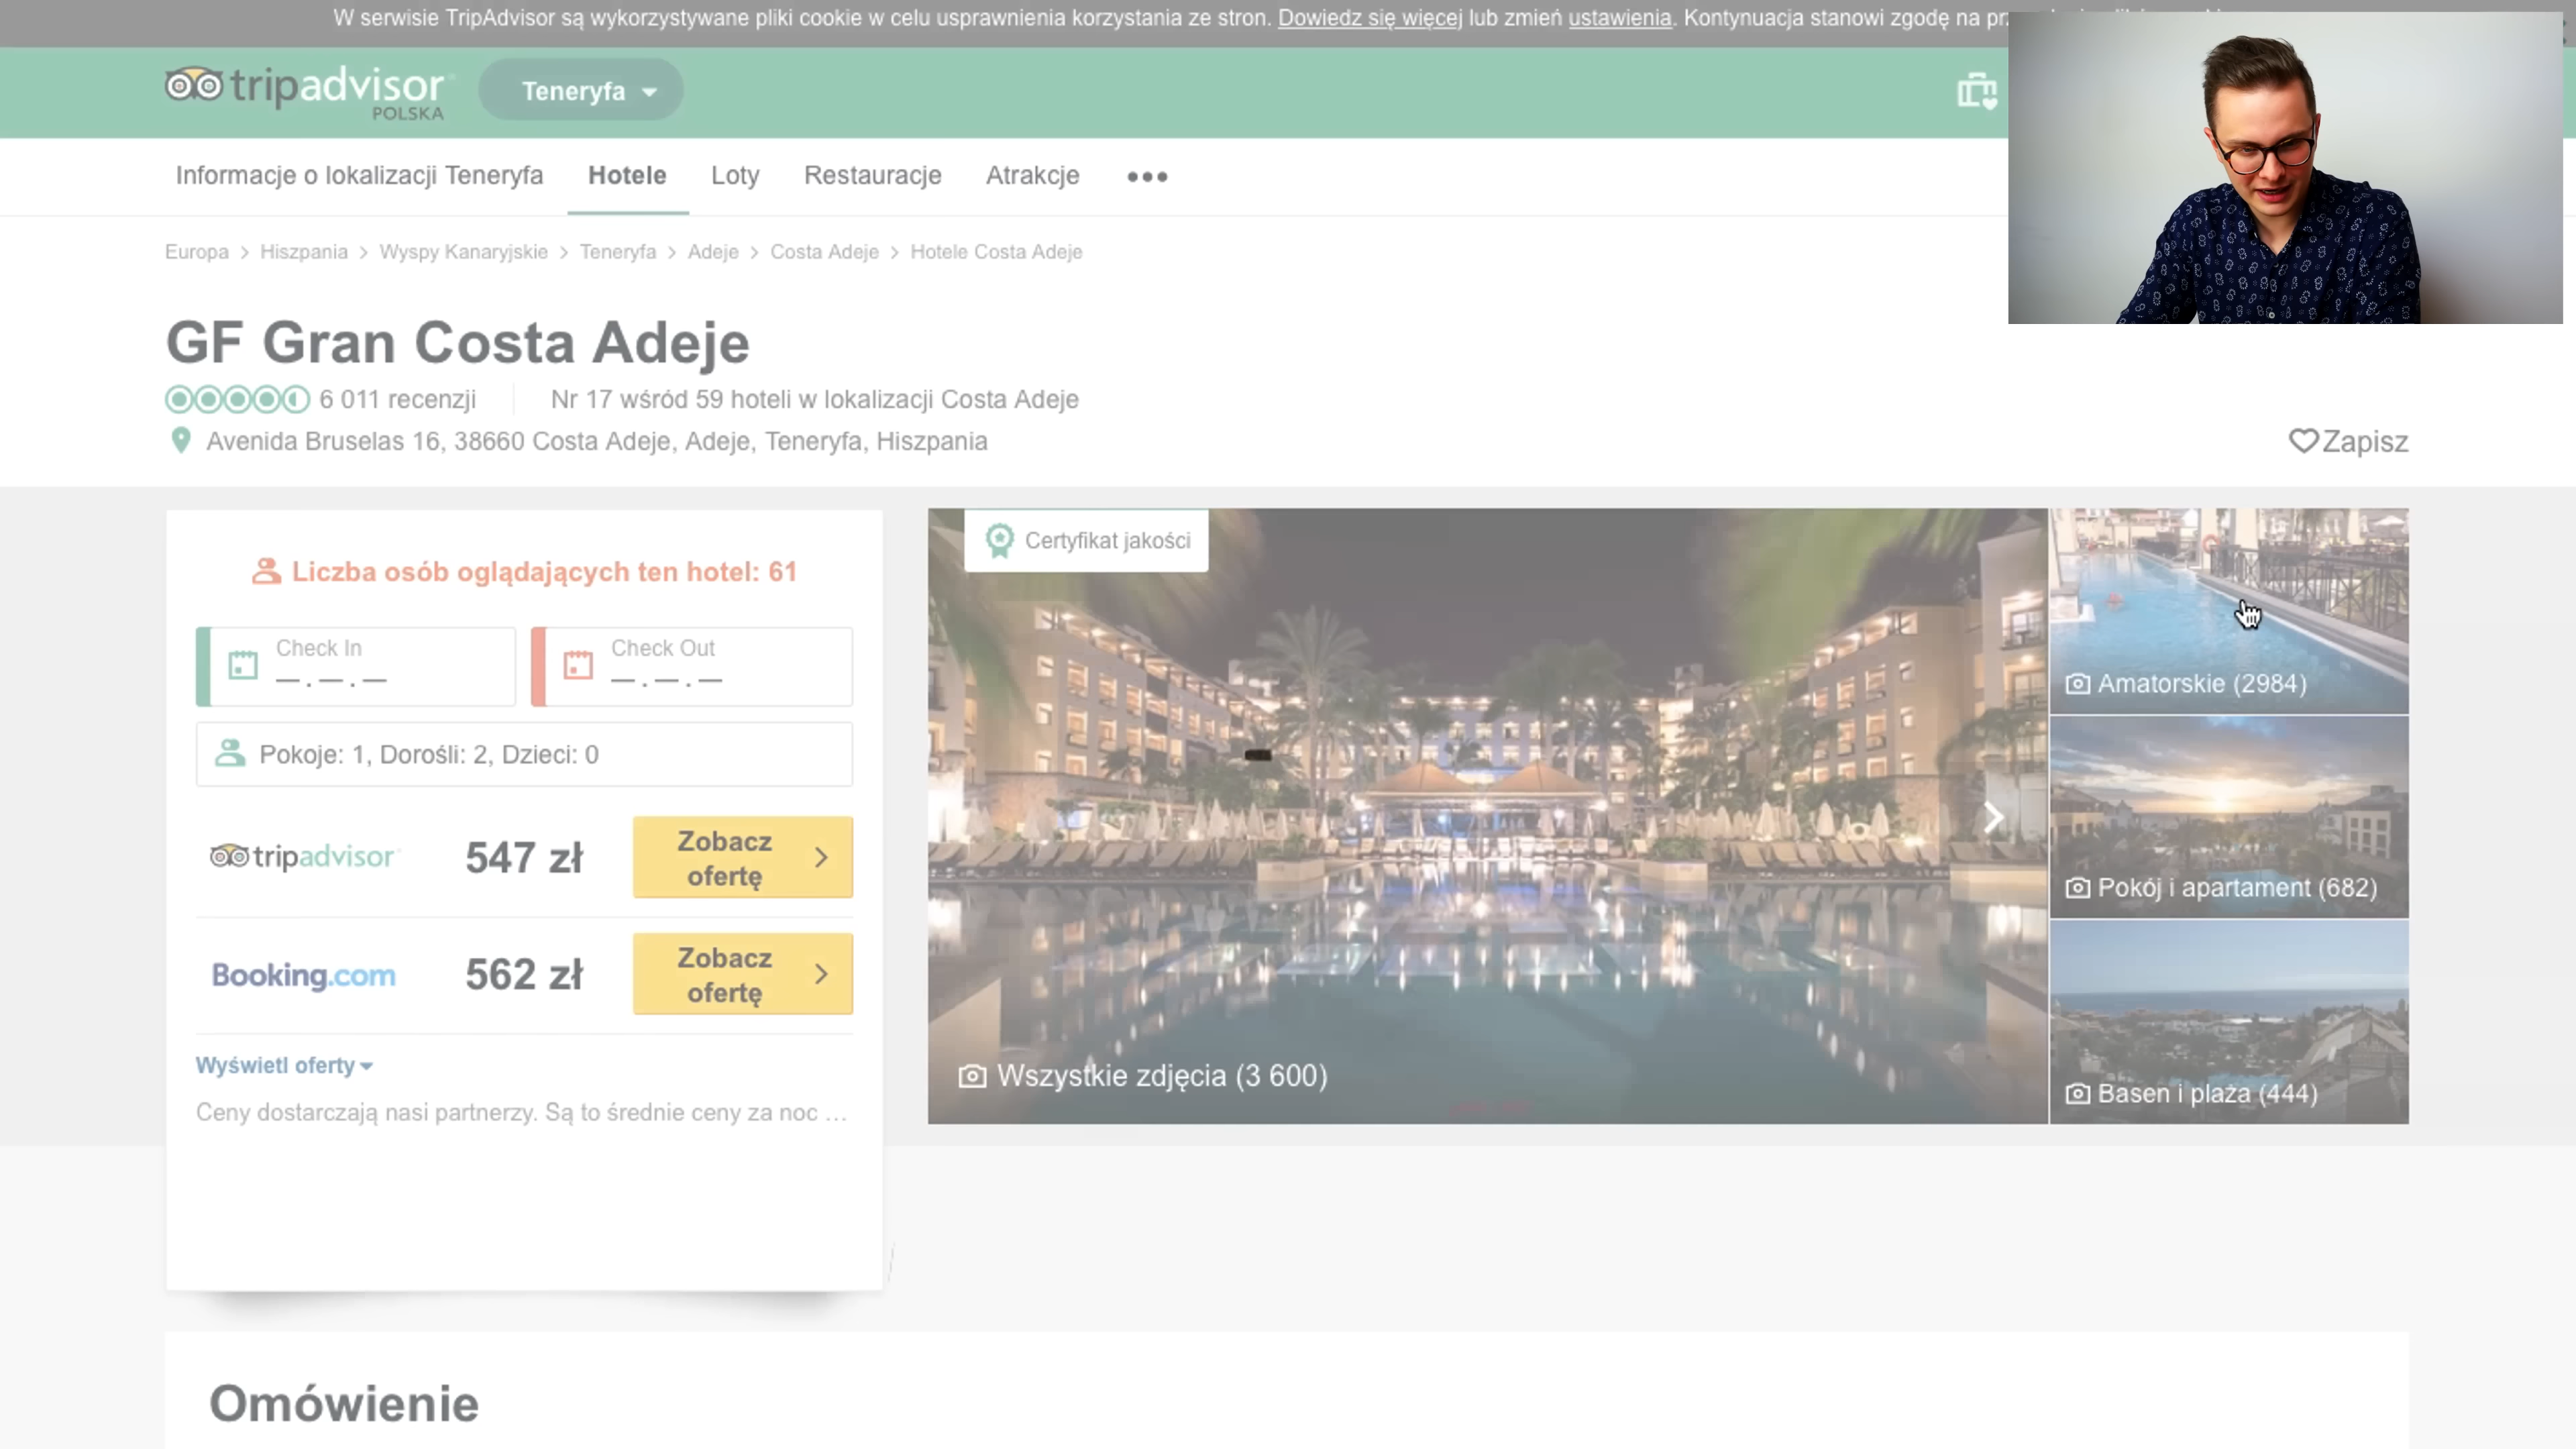 W serwisie TripAdvisor są wykorzystywane pliki cookie w celu usprawnienia korzystania ze stron. Dowiedz się więcej lub zmień ustawienia. Kontynuacja stanowi zgodę na
tripadvisor
POLSKA
Teneryfa
Informacje o lokalizacji Teneryfa Hotele Loty Restauracje Atrakcje
Europa > Hiszpania > Wyspy Kanaryjskie > Teneryfa > Adeje > Costa Adeje > Hotele Costa Adeje
GF Gran Costa Adeje
6 011 recenzji Nr 17 wśród 59 hoteli w lokalizacji Costa Adeje
Avenida Bruselas 16, 38660 Costa Adeje, Adeje, Teneryfa, Hiszpania
Zapisz
Liczba osób oglądających ten hotel: 61
Check In
— . — . —
Check Out
— . — . —
Pokoje: 1, Dorośli: 2, Dzieci: 0
tripadvisor 547 zł Zobacz
ofertę
Booking.com 562 zł Zobacz
ofertę
Wyświetl oferty
Ceny dostarczają nasi partnerzy. Są to średnie ceny za noc …
Certyfikat jakości
Wszystkie zdjęcia (3 600)
Amatorskie (2984)
Pokój i apartament (682)
Basen i plaża (444)
Omówienie